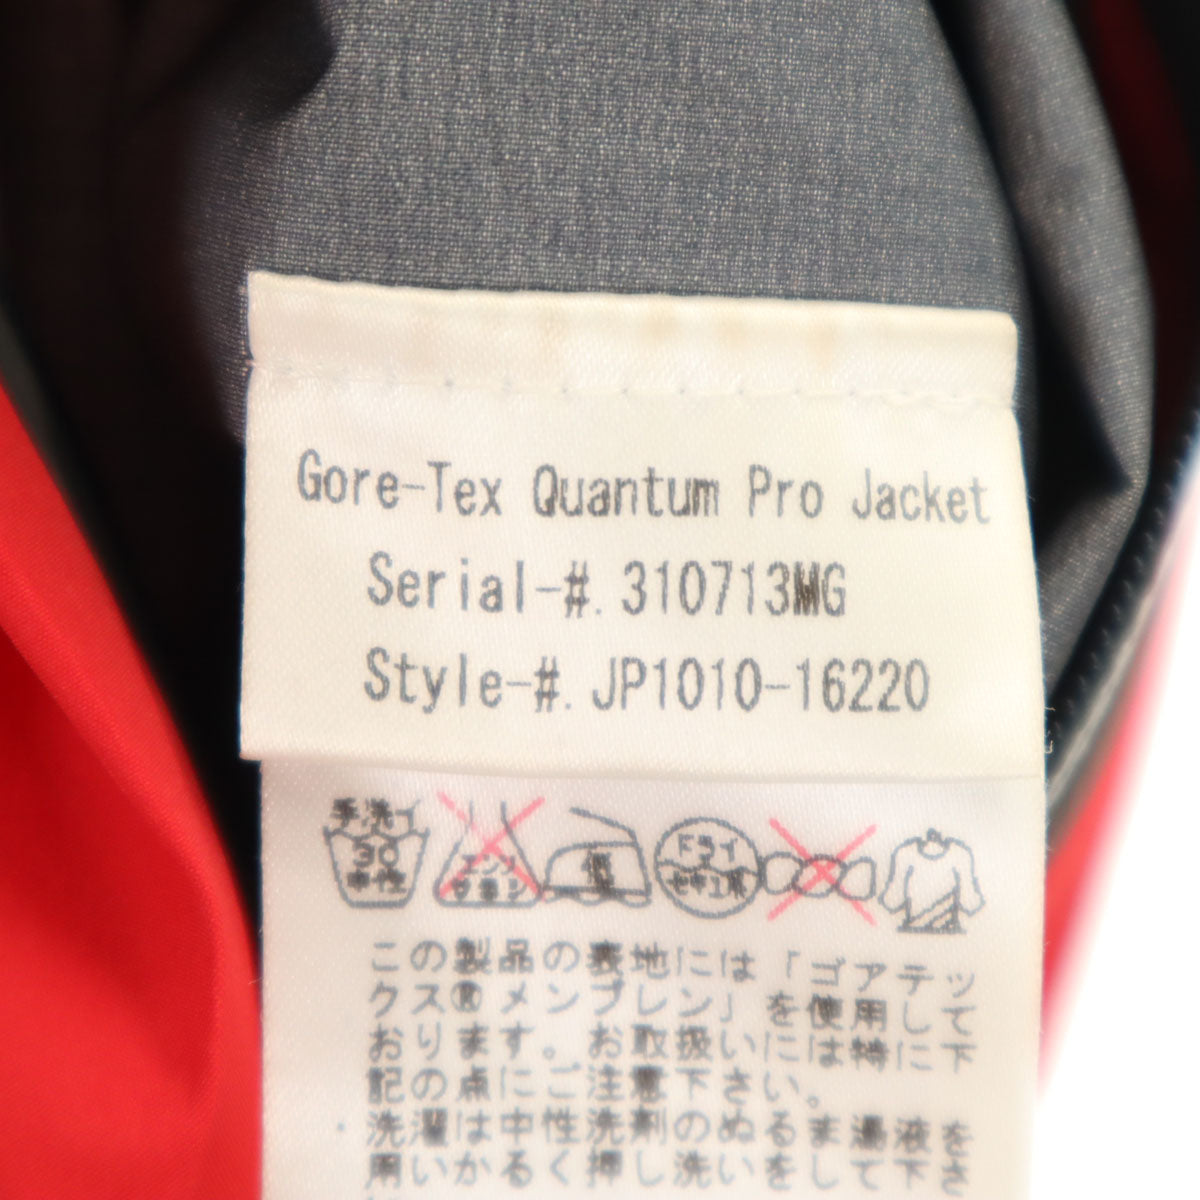 Gore-Tex Quantum Pro Jacket
Serial-#. 310713MG
Style-#. JP1010-16220
手洗イ
30
中性
エンソ
サラシ
低
ドライ
セキユ系
この製品の表地には「ゴアテッ
クス®メンブレン」を使用して
おります。お取扱いには特に下
記の点にご注意下さい。
・洗濯は中性洗剤のぬるま湯液を
用いかるく押し洗いをして下さ